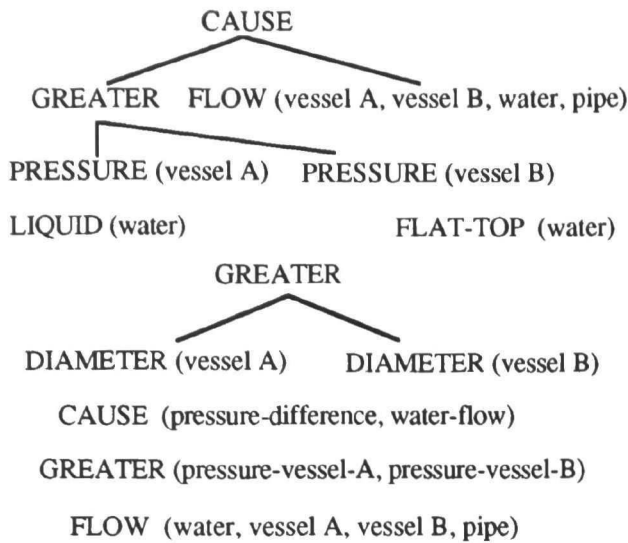 CAUSE
GREATER FLOW (vessel A, vessel B, water, pipe)
PRESSURE (vessel A) PRESSURE (vessel B)
LIQUID (water) FLAT-TOP (water)
GREATER
DIAMETER (vessel A) DIAMETER (vessel B)
CAUSE (pressure-difference, water-flow)
GREATER (pressure-vessel-A, pressure-vessel-B)
FLOW (water, vessel A, vessel B, pipe)